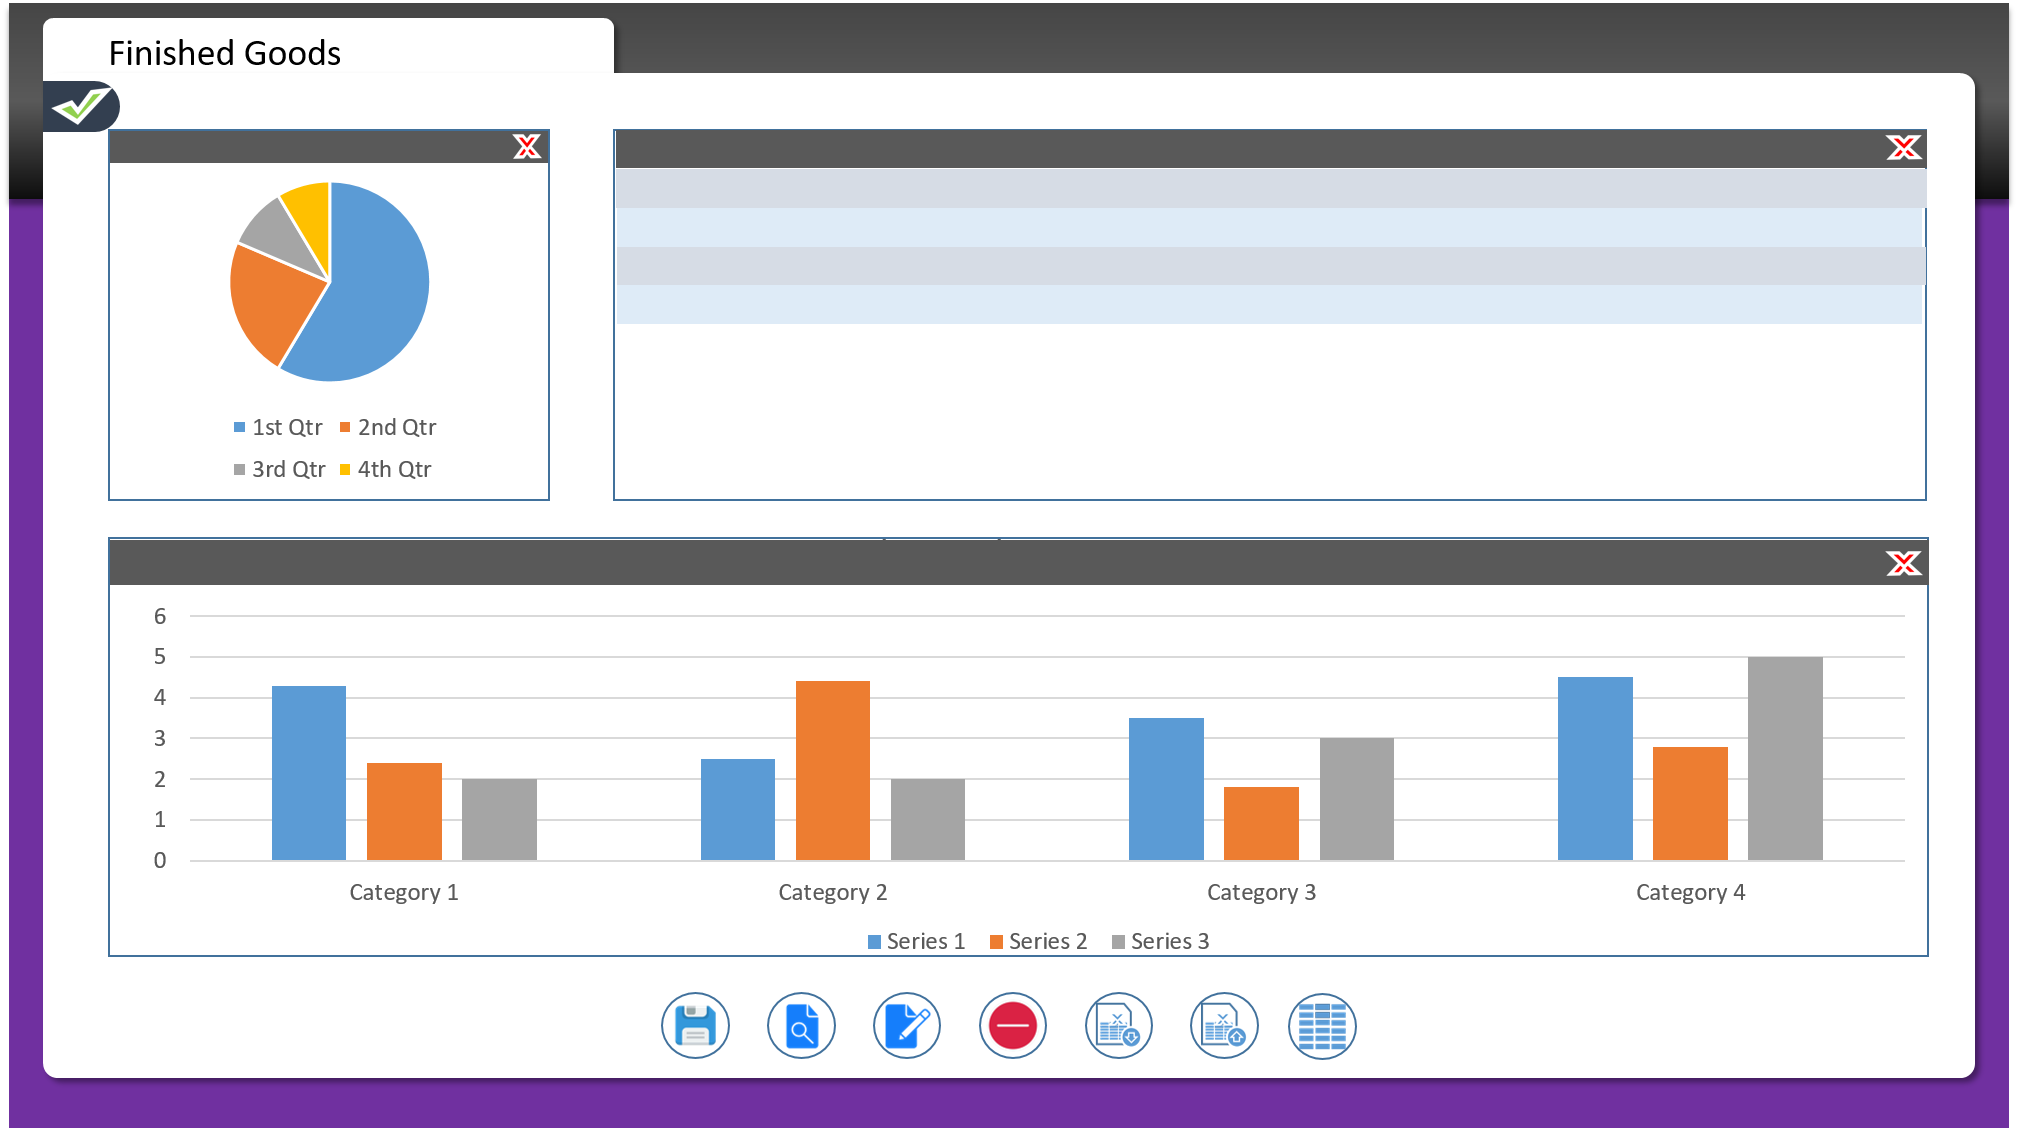 Finished Goods
1st Qtr 2nd Qtr
3rd Qtr 4th Qtr
6
5
4
3
2
1
0
Category 1 Category 2 Category 3 Category 4
Series 1 Series 2 Series 3